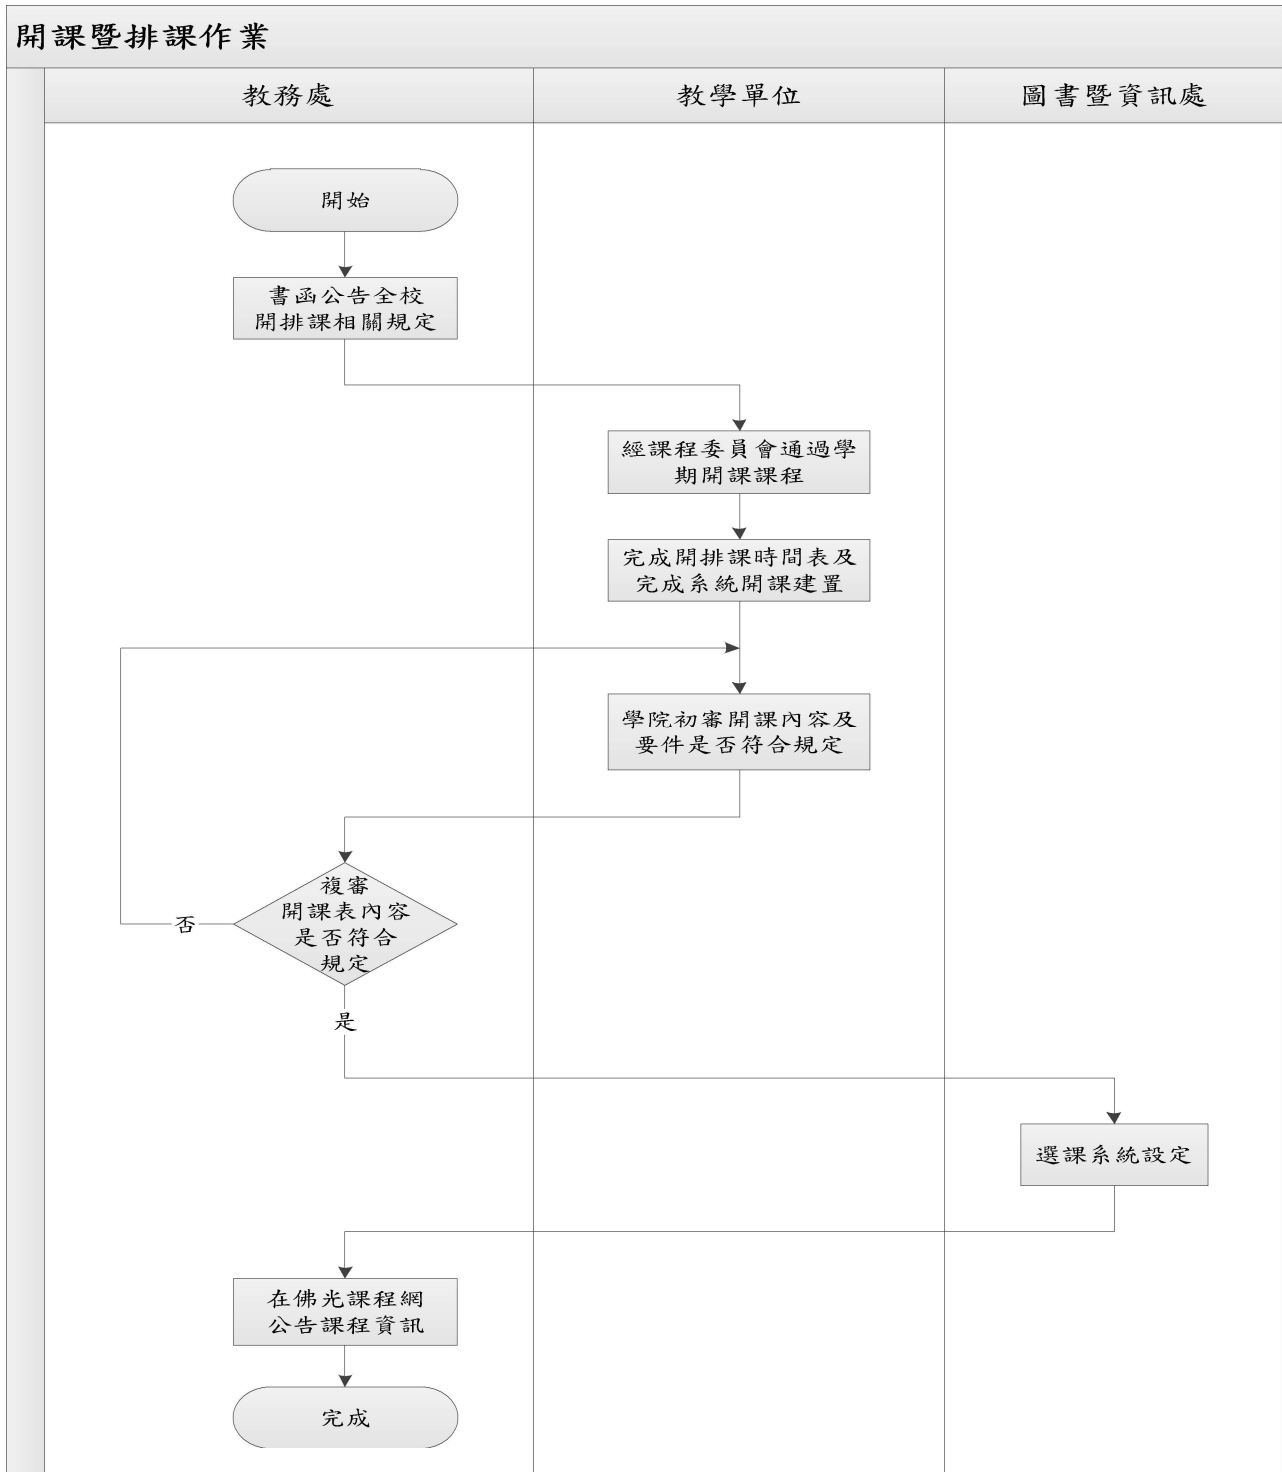 開課暨排課作業
教務處
教學單位
圖書暨資訊處
開始
書函公告全校
開排課相關規定
經課程委員會通過學
期開課課程
完成開排課時間表及
完成系統開課建置
學院初審開課內容及
要件是否符合規定
複審
開課表內容
是否符合
規定
否
是
選課系統設定
在佛光課程網
公告課程資訊
完成